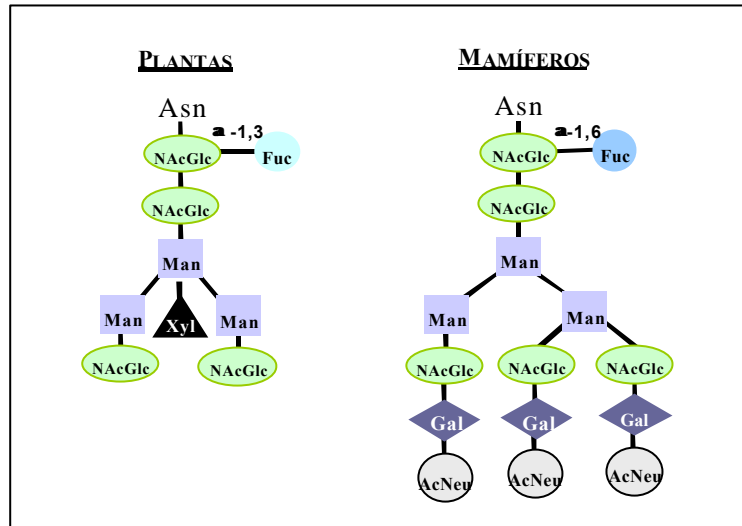 PLANTAS
Asn
a -1,3
NAcGlc Fuc
NAcGlc
Man
Man Xyl Man
NAcGlc NAcGlc
MAMÍFEROS
Asn
a-1,6
NAcGlc Fuc
NAcGlc
Man
Man Man
NAcGlc NAcGlc NAcGlc
Gal Gal Gal
AcNeu AcNeu AcNeu